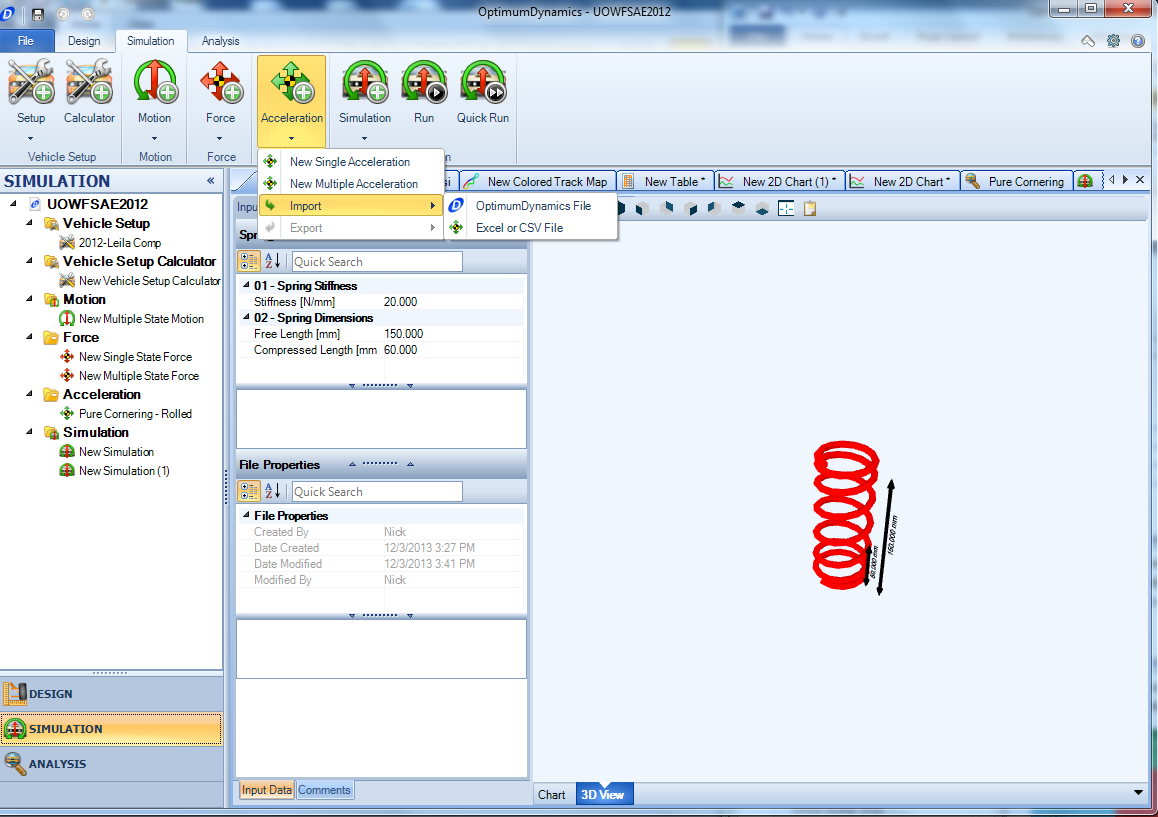 OptimumDynamics - UOWFSAE2012
File Design Simulation Analysis
Setup Calculator Motion Force Acceleration Simulation Run Quick Run
Vehicle Setup Motion Force
New Single Acceleration
New Multiple Acceleration
Import
Export
OptimumDynamics File
Excel or CSV File
New Colored Track Map New Table * New 2D Chart (1) * New 2D Chart * Pure Cornering
SIMULATION
UOWFSAE2012
Vehicle Setup
2012-Leila Comp
Vehicle Setup Calculator
New Vehicle Setup Calculator
Motion
New Multiple State Motion
Force
New Single State Force
New Multiple State Force
Acceleration
Pure Cornering - Rolled
Simulation
New Simulation
New Simulation (1)
DESIGN
SIMULATION
ANALYSIS
Quick Search
01 - Spring Stiffness
Stiffness [N/mm] 20.000
02 - Spring Dimensions
Free Length [mm] 150.000
Compressed Length [mm 60.000
File Properties
Quick Search
File Properties
Created By Nick
Date Created 12/3/2013 3:27 PM
Date Modified 12/3/2013 3:41 PM
Modified By Nick
Input Data Comments
60.000 mm
150.000 mm
Chart 3D View